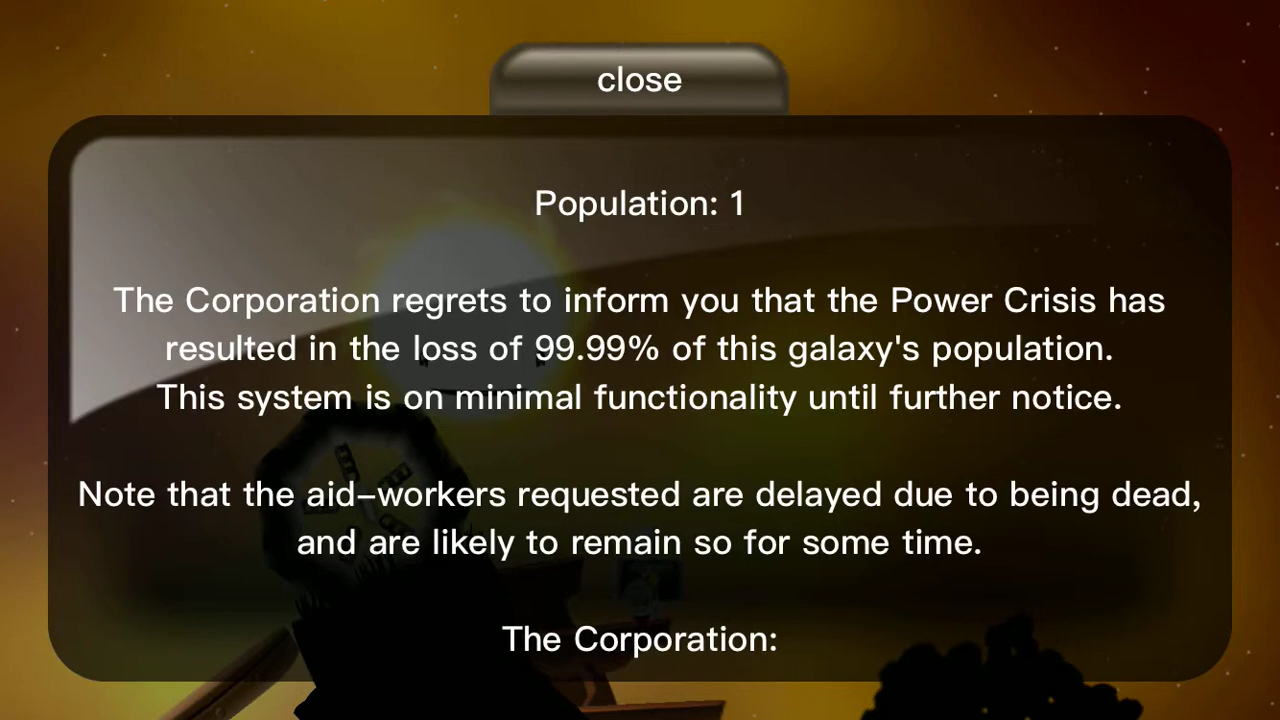 close
Population: 1
The Corporation regrets to inform you that the Power Crisis has
resulted in the loss of 99.99% of this galaxy's population.
This system is on minimal functionality until further notice.
Note that the aid–workers requested are delayed due to being dead,
and are likely to remain so for some time.
The Corporation: